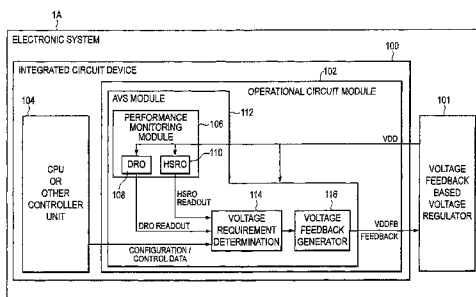 1A
ELECTRONIC SYSTEM
100
INTEGRATED CIRCUIT DEVICE
102
104
OPERATIONAL CIRCUIT MODULE
AVS MODULE
112
101
PERFORMANCE
MONITORING
MODULE
106
110
VDD
DRO
HSRO
108
CPU
OR
OTHER
CONTROLLER
UNIT
VOLTAGE
FEEDBACK
BASED
VOLTAGE
REGULATOR
HSRO
READOUT
114
116
DRO READOUT
VOLTAGE
REQUIREMENT
DETERMINATION
VOLTAGE
FEEDBACK
GENERATOR
VDDFB
FEEDBACK
CONFIGURATION /
CONTROL DATA